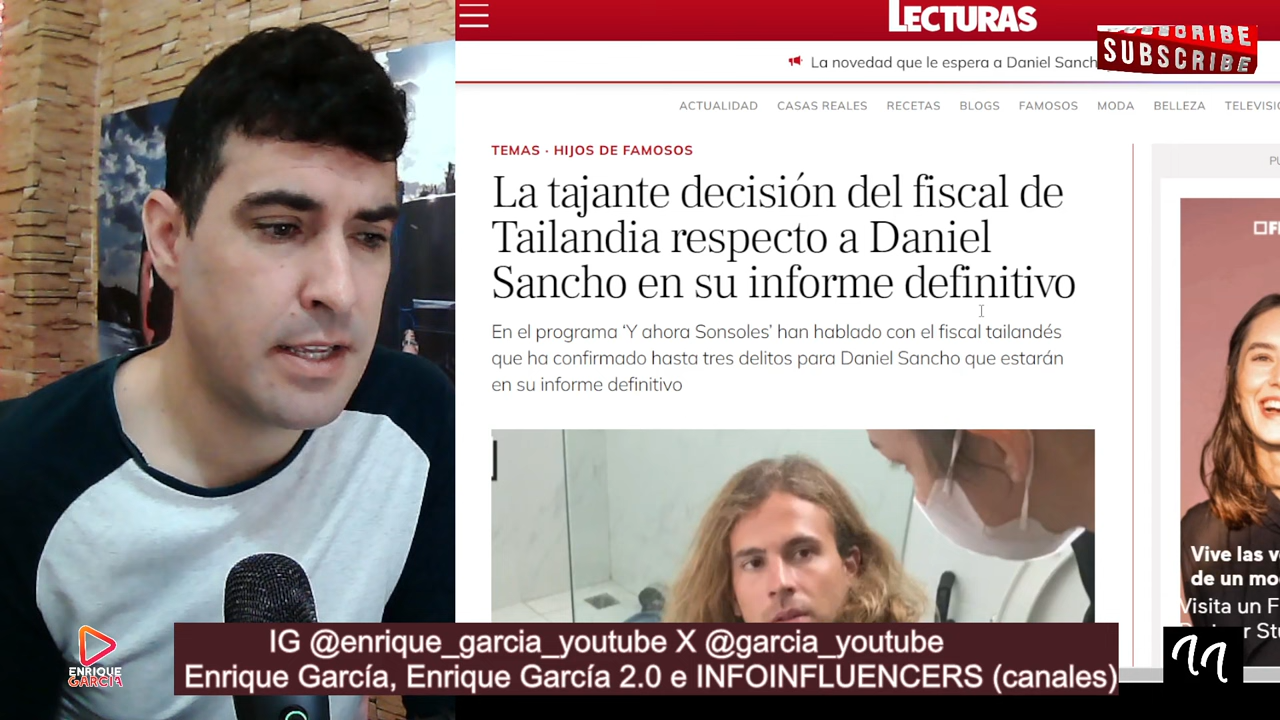 LECTURAS
SUBSCRIBE
La novedad que le espera a Daniel
ACTUALIDAD CASAS REALES RECETAS BLOGS FAMOSOS MODA BELLEZA
TEMAS · HIJOS DE FAMOSOS
La tajante decisión del fiscal de
Tailandia respecto a Daniel
Sancho en su informe definitivo
En el programa ‘Y ahora Sonsoles’ han hablado con el fiscal tailandés
que ha confirmado hasta tres delitos para Daniel Sancho que estarán
en su informe definitivo
Vive las
de un
Visita un
IG @enrique_garcia_youtube X @garcia_youtube
Enrique García, Enrique García 2.0 e INFOINFLUENCERS (canales)
ENRIQUE
GARCÍA